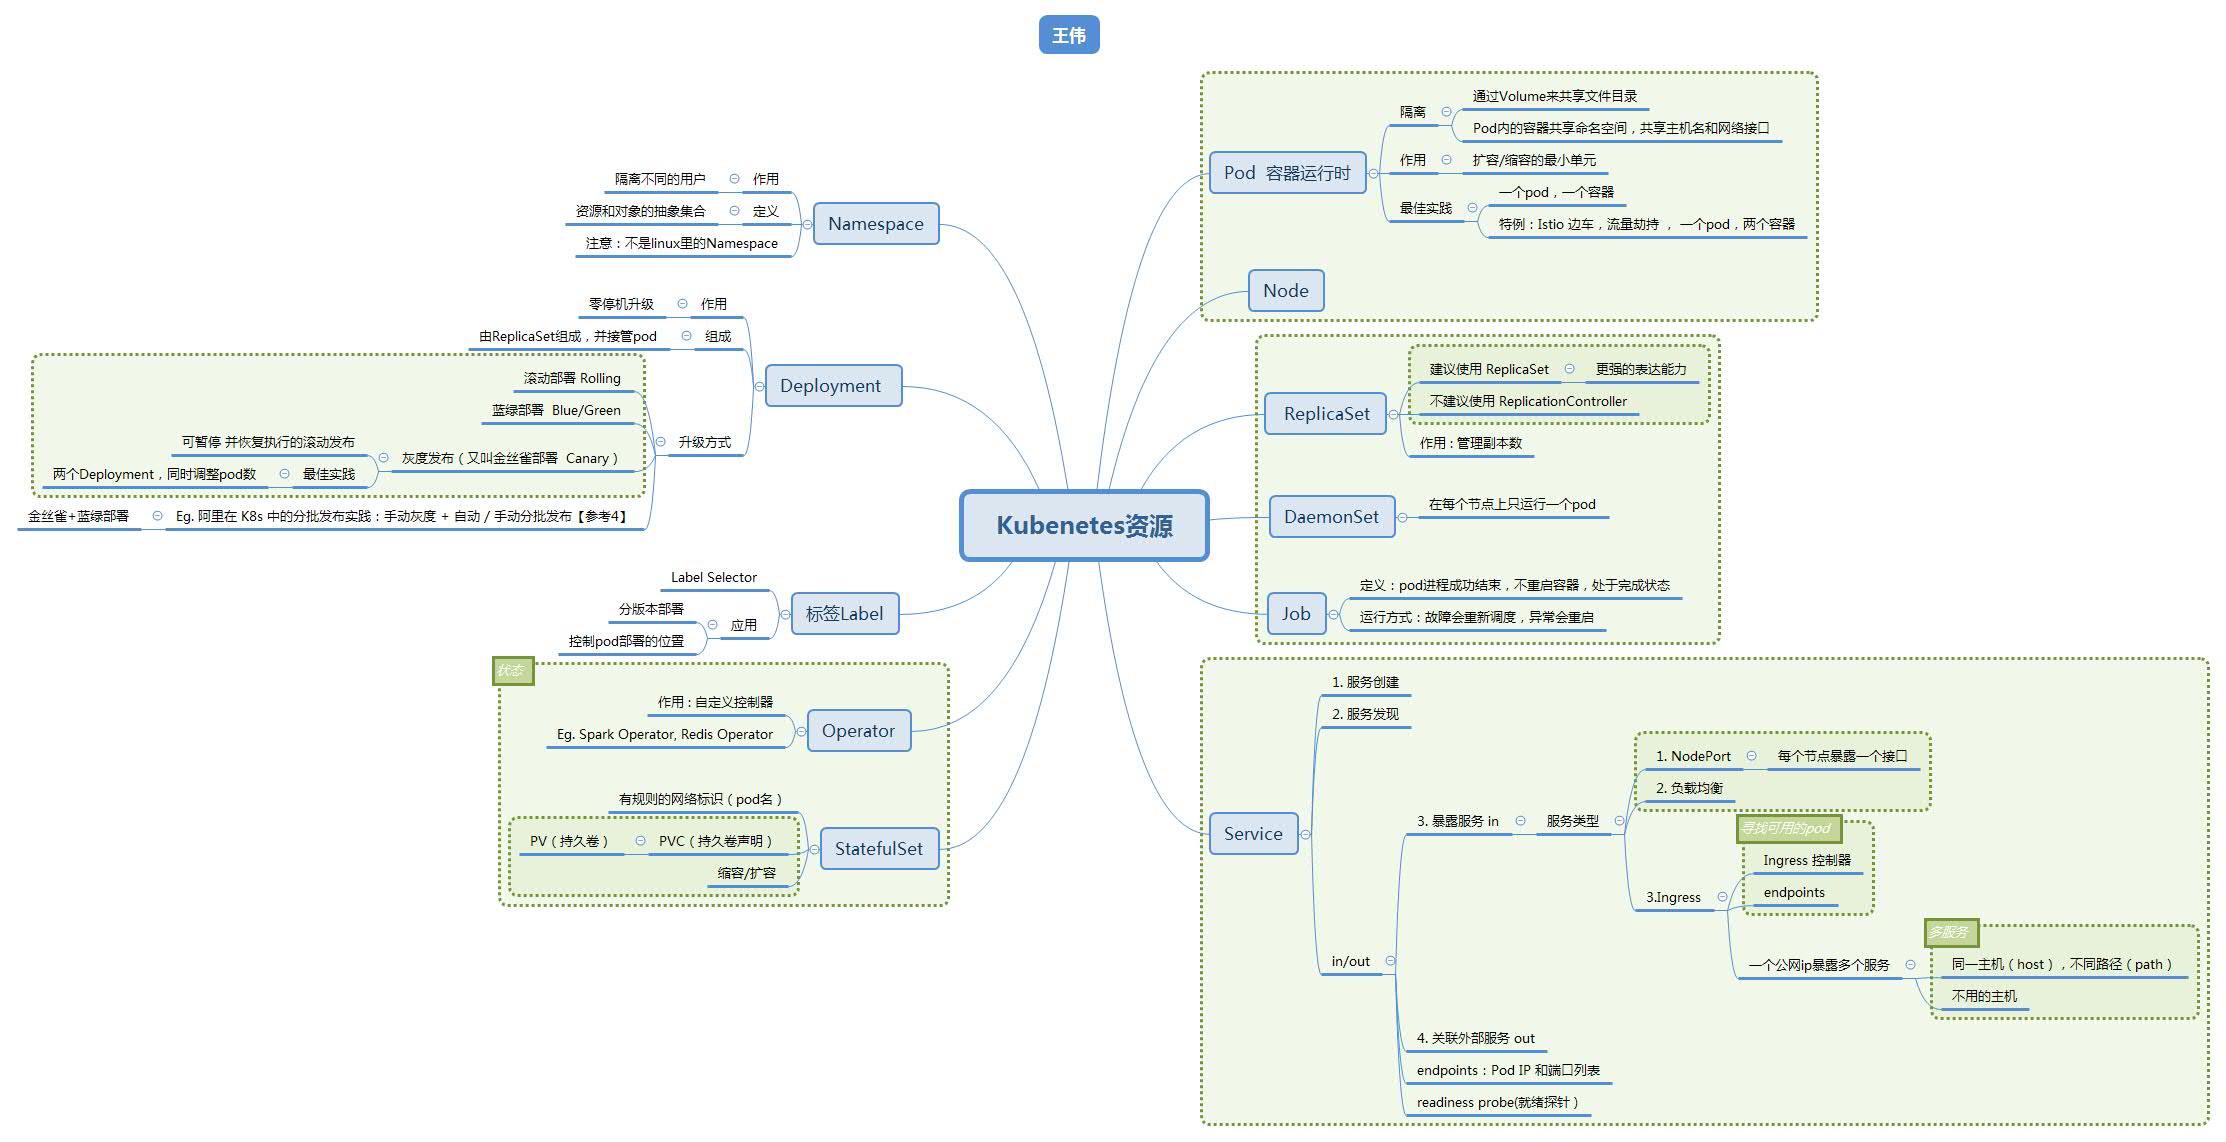 王伟
Kubenetes资源
Pod 容器运行时
隔离
通过Volume来共享文件目录
Pod内的容器共享命名空间，共享主机名和网络接口
作用
扩容/缩容的最小单元
最佳实践
一个pod，一个容器
特例：Istio 边车，流量劫持 ， 一个pod，两个容器
Node
ReplicaSet
建议使用 ReplicaSet
更强的表达能力
不建议使用 ReplicationController
作用：管理副本数
DaemonSet
在每个节点上只运行一个pod
Job
定义：pod进程成功结束，不重启容器，处于完成状态
运行方式：故障会重新调度，异常会重启
Service
1. 服务创建
2. 服务发现
in/out
3. 暴露服务 in
服务类型
1. NodePort
每个节点暴露一个接口
2. 负载均衡
3.Ingress
寻找可用的pod
Ingress 控制器
endpoints
一个公网ip暴露多个服务
多服务
同一主机（host），不同路径（path）
不用的主机
4. 关联外部服务 out
endpoints：Pod IP 和端口列表
readiness probe(就绪探针）
Namespace
作用
隔离不同的用户
定义
资源和对象的抽象集合
注意：不是linux里的Namespace
Deployment
作用
零停机升级
组成
由ReplicaSet组成，并接管pod
升级方式
滚动部署 Rolling
蓝绿部署 Blue/Green
灰度发布（又叫金丝雀部署 Canary）
可暂停 并恢复执行的滚动发布
最佳实践
两个Deployment，同时调整pod数
Eg. 阿里在 K8s 中的分批发布实践：手动灰度 + 自动 / 手动分批发布【参考4】
金丝雀+蓝绿部署
标签Label
Label Selector
应用
分版本部署
控制pod部署的位置
状态
Operator
作用：自定义控制器
Eg. Spark Operator, Redis Operator
StatefulSet
有规则的网络标识（pod名）
PVC（持久卷声明）
PV（持久卷）
缩容/扩容